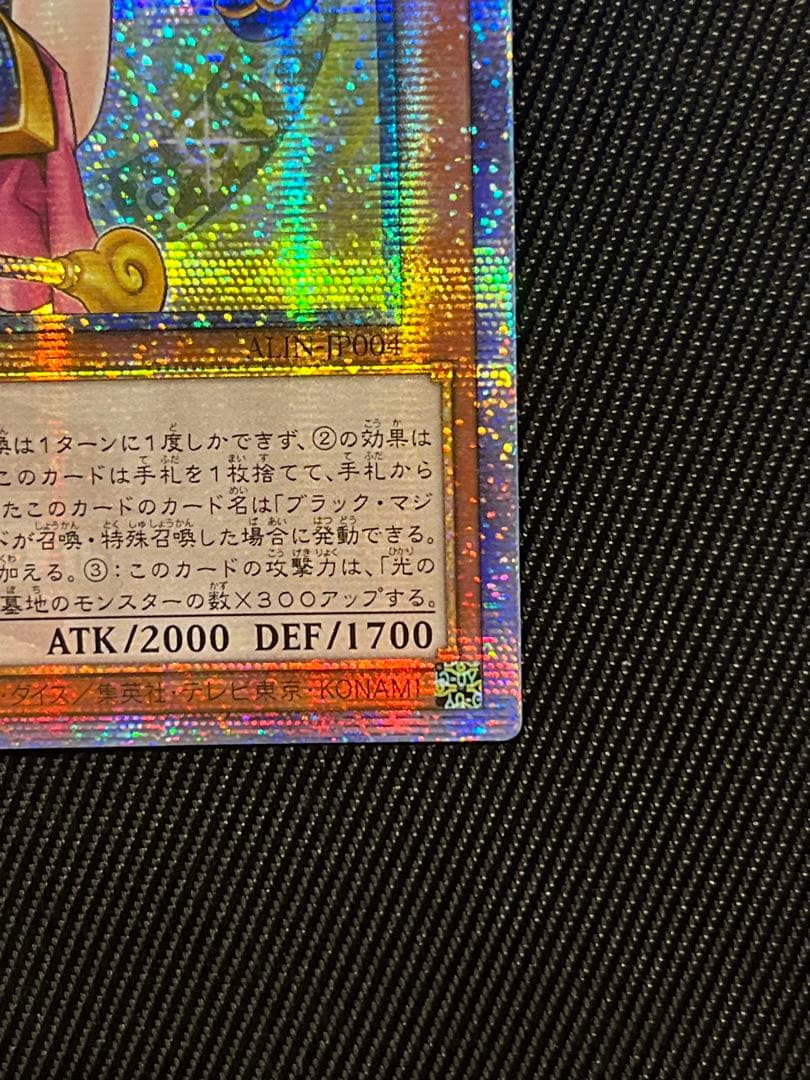 ALIN-JP004
喚は1ターンに1度しかできず、②の効果は
このカードは手札を1枚捨てて、手札から
たこのカードのカード名は「ブラック・マジ
ドが召喚・特殊召喚した場合に発動できる。
加える。③:このカードの攻撃力は、「光の
墓地のモンスターの数×300アップする。
ATK/2000 DEF/1700
・ダイス/集英社・テレビ東京・KONAMI